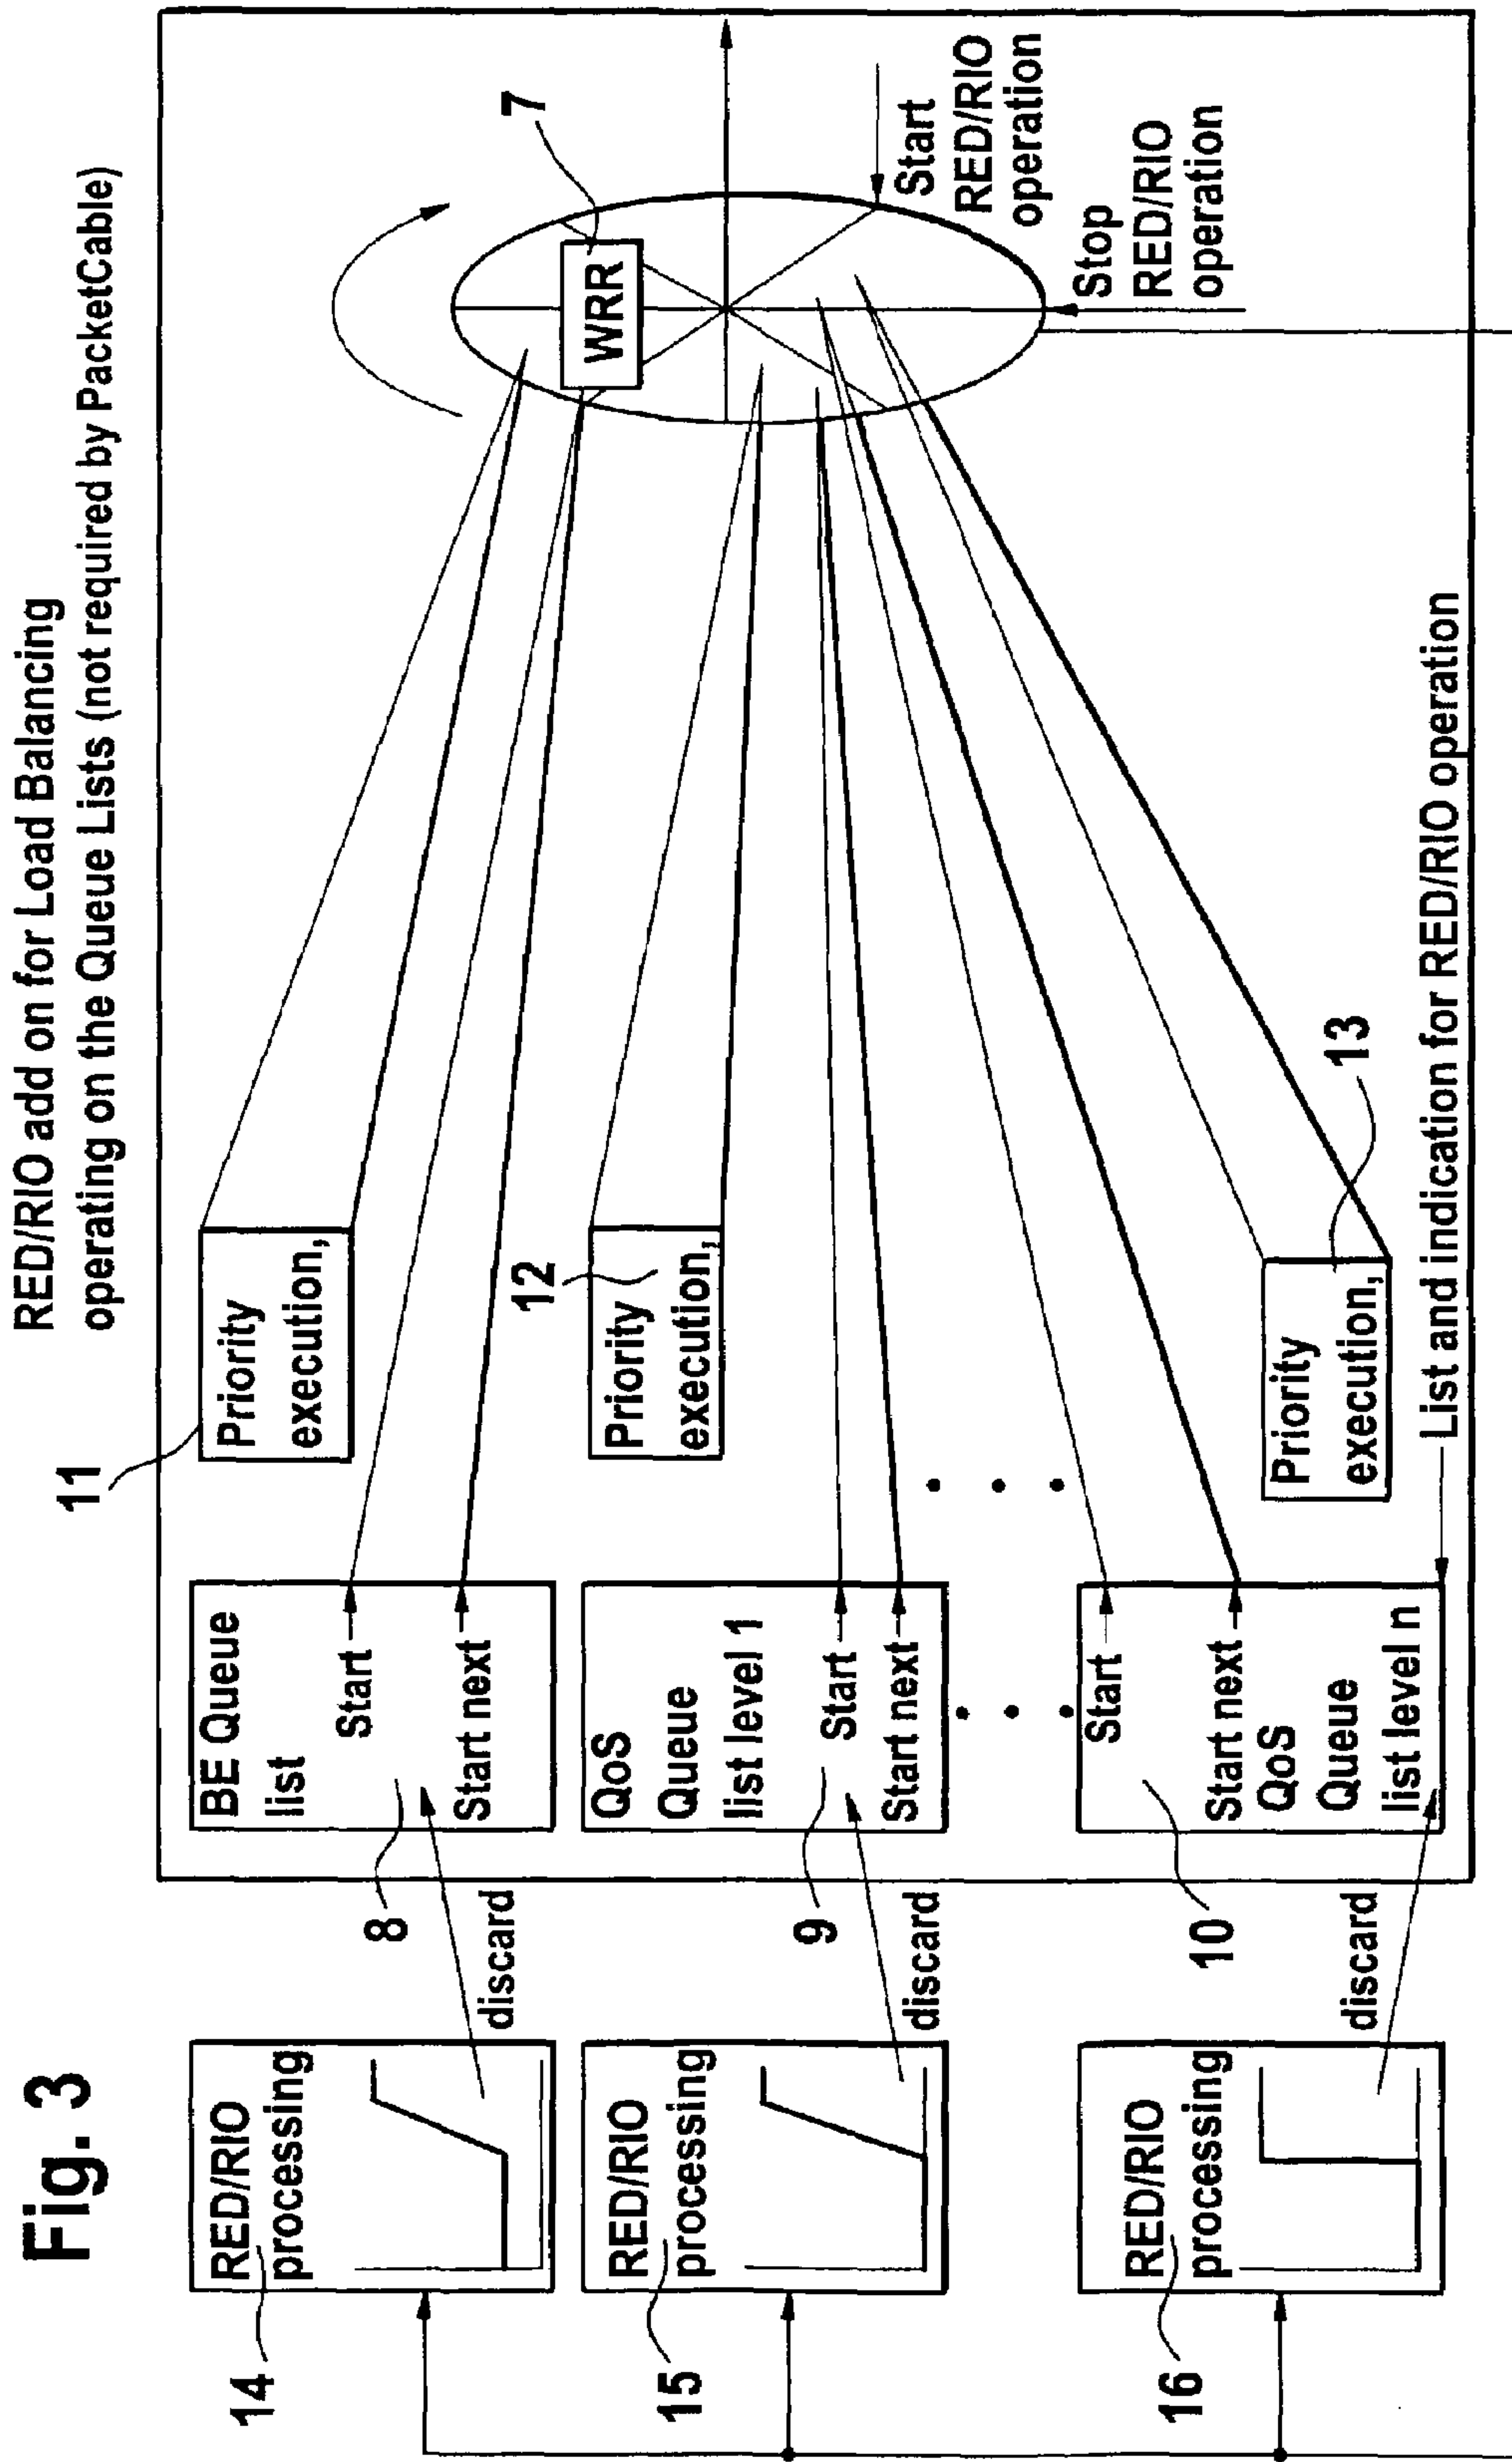 Fig. 3
RED/RIO add on for Load Balancing
operating on the Queue Lists (not required by PacketCable)
14
RED/RIO
processing
discard
8
BE Queue
list
Start
Start next
11
Priority
execution,
7
WRR
15
RED/RIO
processing
discard
9
QoS
Queue
list level 1
Start
Start next
12
Priority
execution,
Start
RED/RIO
operation
Stop
RED/RIO
operation
16
RED/RIO
processing
discard
10
Start
Start next
QoS
Queue
list level n
13
Priority
execution,
List and indication for RED/RIO operation